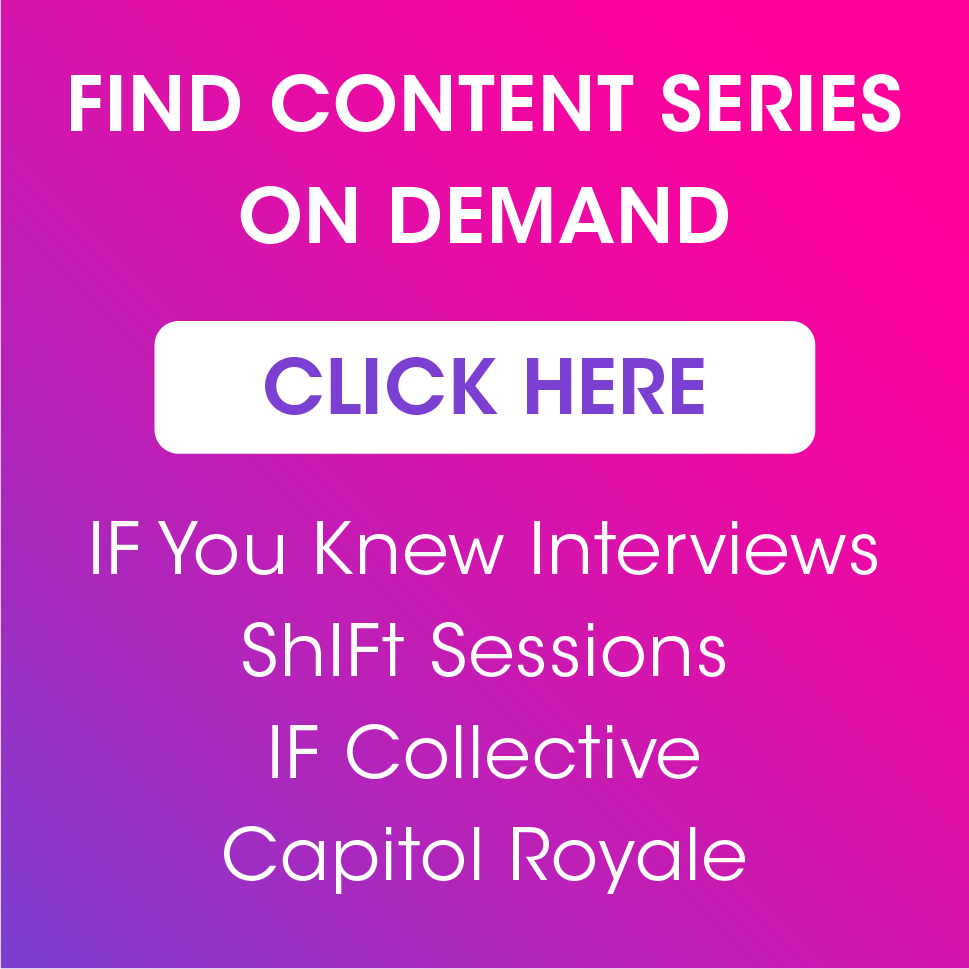 FIND CONTENT SERIES
ON DEMAND
CLICK HERE
IF You Knew Interviews
ShIFt Sessions
IF Collective
Capitol Royale